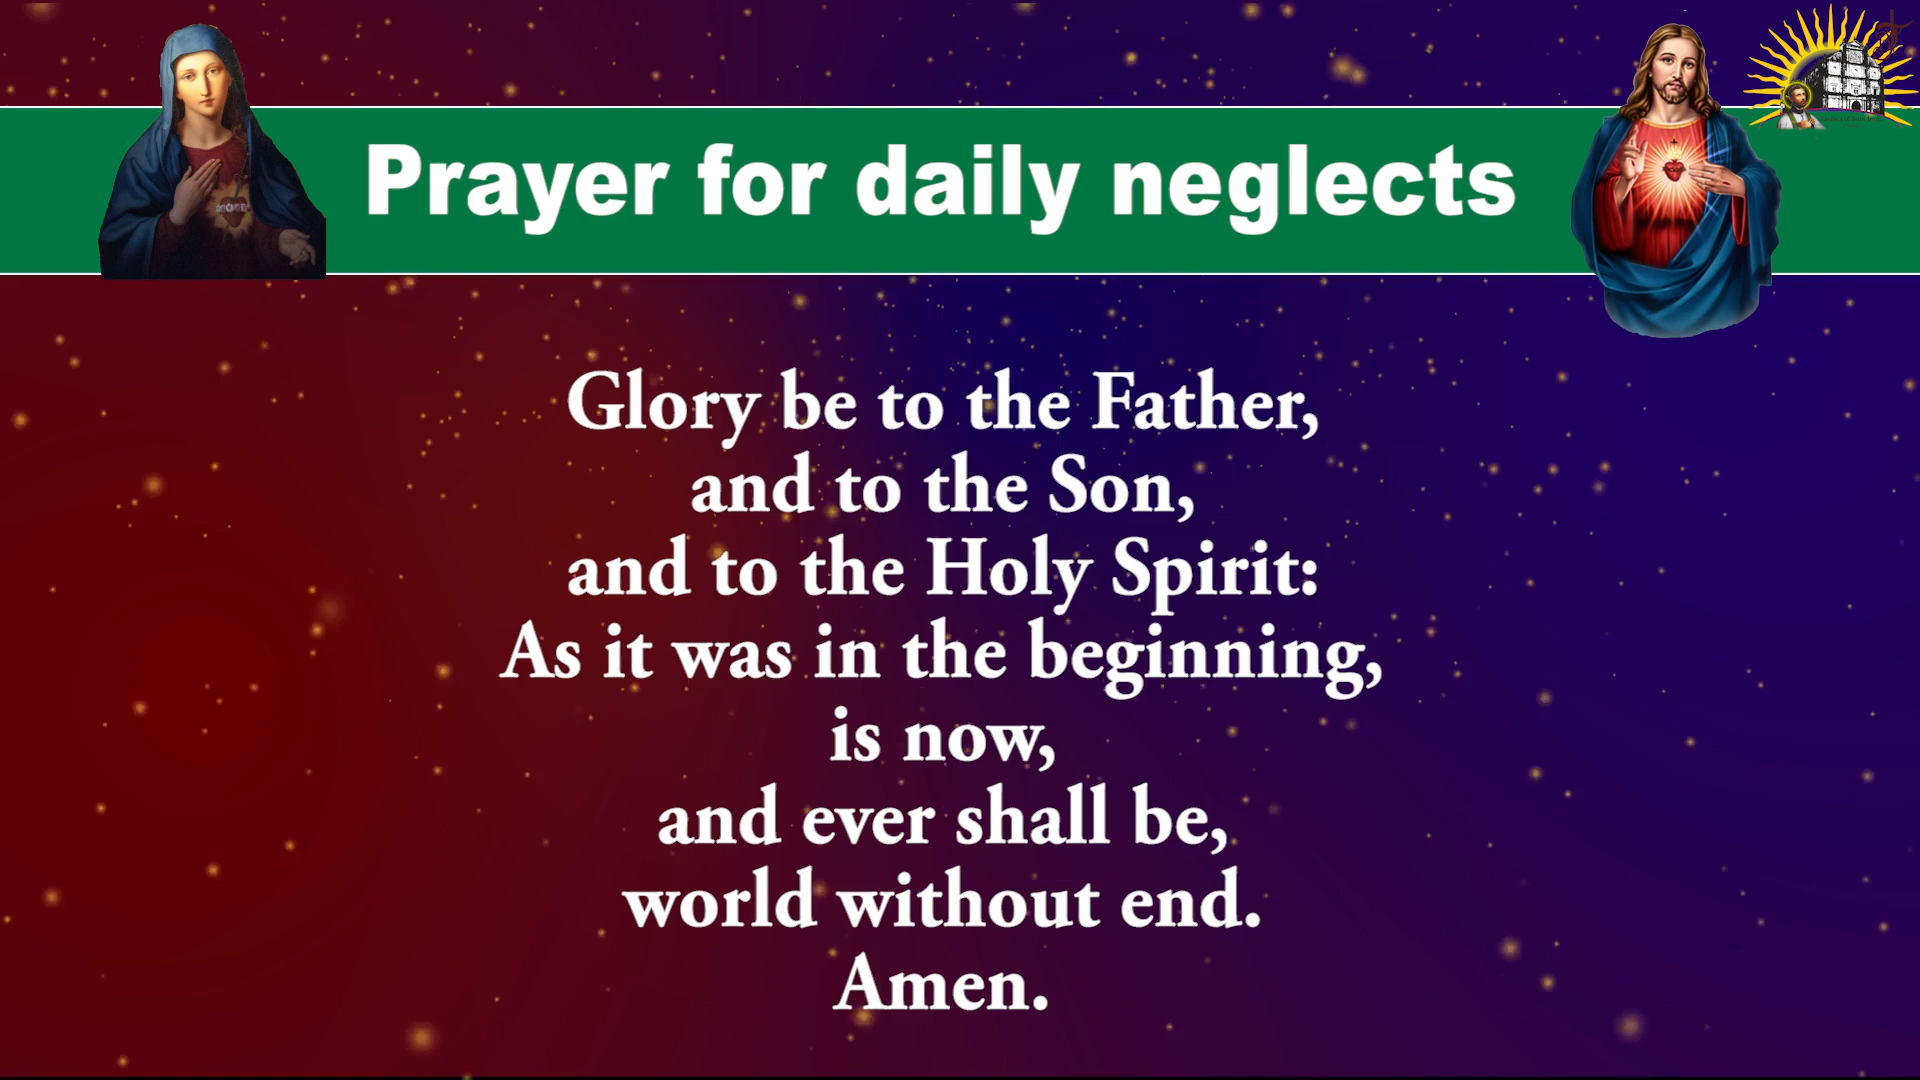 Prayer for daily neglects
Glory be to the Father,
and to the Son,
and to the Holy Spirit:
As it was in the beginning,
is now,
and ever shall be,
world without end.
Amen.